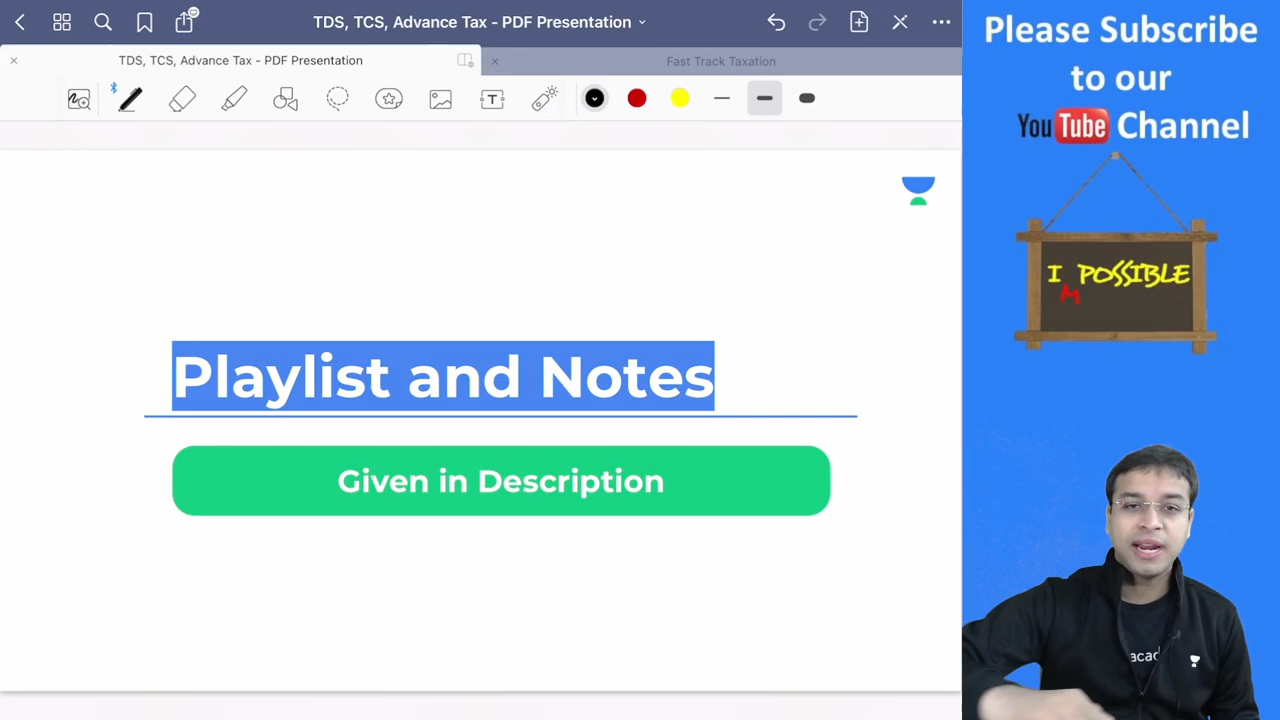 TDS, TCS, Advance Tax - PDF Presentation
TDS, TCS, Advance Tax - PDF Presentation
Fast Track Taxation
Playlist and Notes
Given in Description
Please Subscribe
to our
YouTube Channel
I POSSIBLE
M
acad